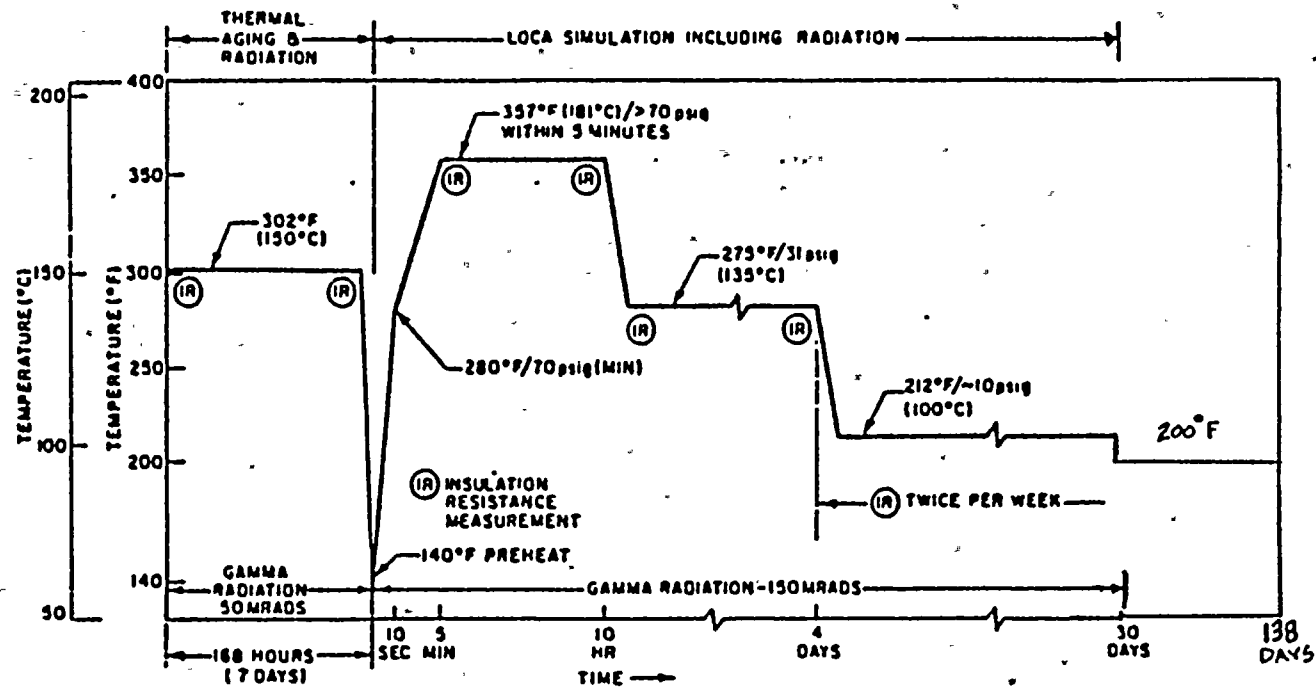 THERMAL
AGING &
RADIATION
LOCA SIMULATION INCLUDING RADIATION
TEMPERATURE (°C)
200
150
100
50
TEMPERATURE (°F)
400
350
300
250
200
140
357°F (181°C)/>70 psig
WITHIN 5 MINUTES
IR
IR
302°F
(150°C)
IR
IR
275°F/31 psig
(135°C)
IR
IR
280°F/70 psig (MIN)
212°F/~10 psig
(100°C)
200°F
IR INSULATION
RESISTANCE
MEASUREMENT
IR TWICE PER WEEK
140°F PREHEAT
GAMMA
RADIATION
50 MRADS
GAMMA RADIATION-150 MRADS
10
SEC
5
MIN
10
HR
4
DAYS
30
DAYS
138
DAYS
168 HOURS
(7 DAYS)
TIME